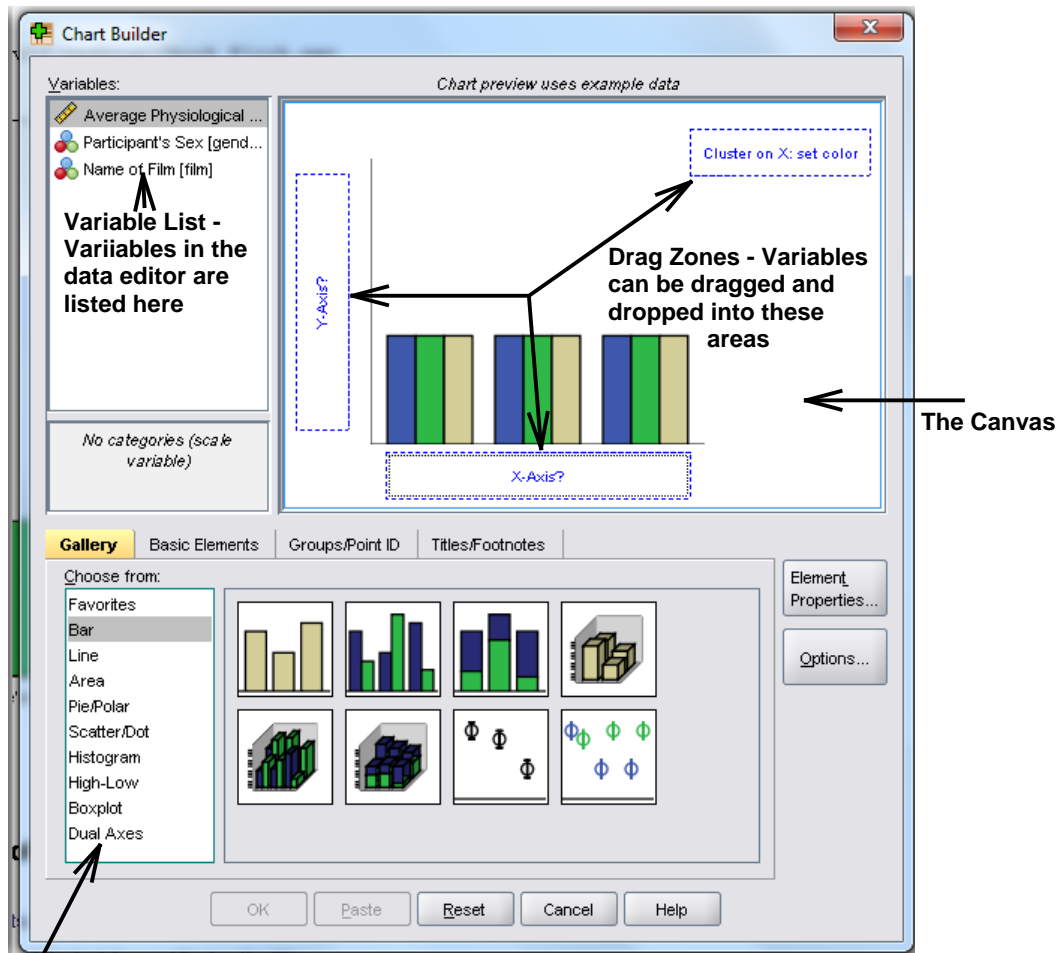 Chart Builder
Variables:
Chart preview uses example data
Average Physiological ...
Participant's Sex [gend...
Name of Film [film]
Variable List -
Variiables in the
data editor are
listed here
No categories (scale
variable)
Cluster on X: set color
Y-Axis?
Drag Zones - Variables
can be dragged and
dropped into these
areas
X-Axis?
The Canvas
Gallery
Basic Elements
Groups/Point ID
Titles/Footnotes
Choose from:
Favorites
Bar
Line
Area
Pie/Polar
Scatter/Dot
Histogram
High-Low
Boxplot
Dual Axes
Element
Properties...
Options...
OK
Paste
Reset
Cancel
Help